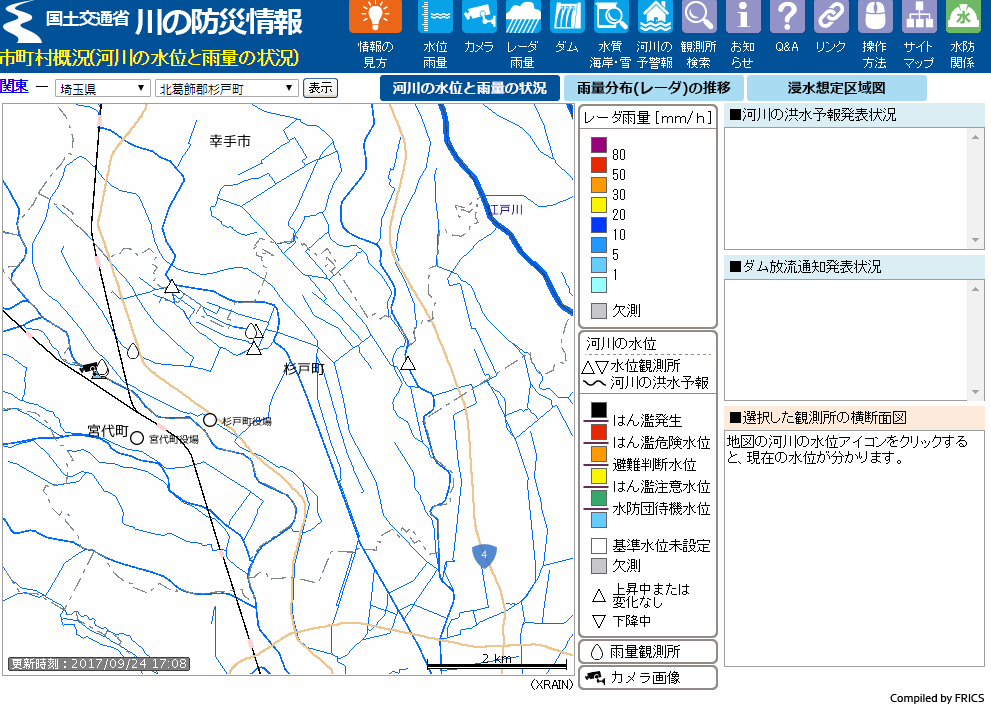 国土交通省 川の防災情報
情報の見方
水位雨量
カメラ
レーダ雨量
ダム
水質海岸・雪
河川の予警報
観測所検索
お知らせ
Q&A
リンク
操作方法
サイトマップ
水
水防関係
市町村概況(河川の水位と雨量の状況)
関東 ー 埼玉県 北葛飾郡杉戸町 表示
河川の水位と雨量の状況 雨量分布(レーダ)の推移 浸水想定区域図
幸手市
江戸川
杉戸町
杉戸町役場
宮代町
宮代町役場
4
更新時刻：2017/09/24 17:08
2 km
(XRAIN)
レーダ雨量 [mm/h]
80
50
30
20
10
5
1
欠測
河川の水位
△▽水位観測所
河川の洪水予報
はん濫発生
はん濫危険水位
避難判断水位
はん濫注意水位
水防団待機水位
基準水位未設定
欠測
△ 上昇中または
変化なし
▽ 下降中
雨量観測所
カメラ画像
■河川の洪水予報発表状況
■ダム放流通知発表状況
■選択した観測所の横断面図
地図の河川の水位アイコンをクリックする
と、現在の水位が分かります。
Compiled by FRICS